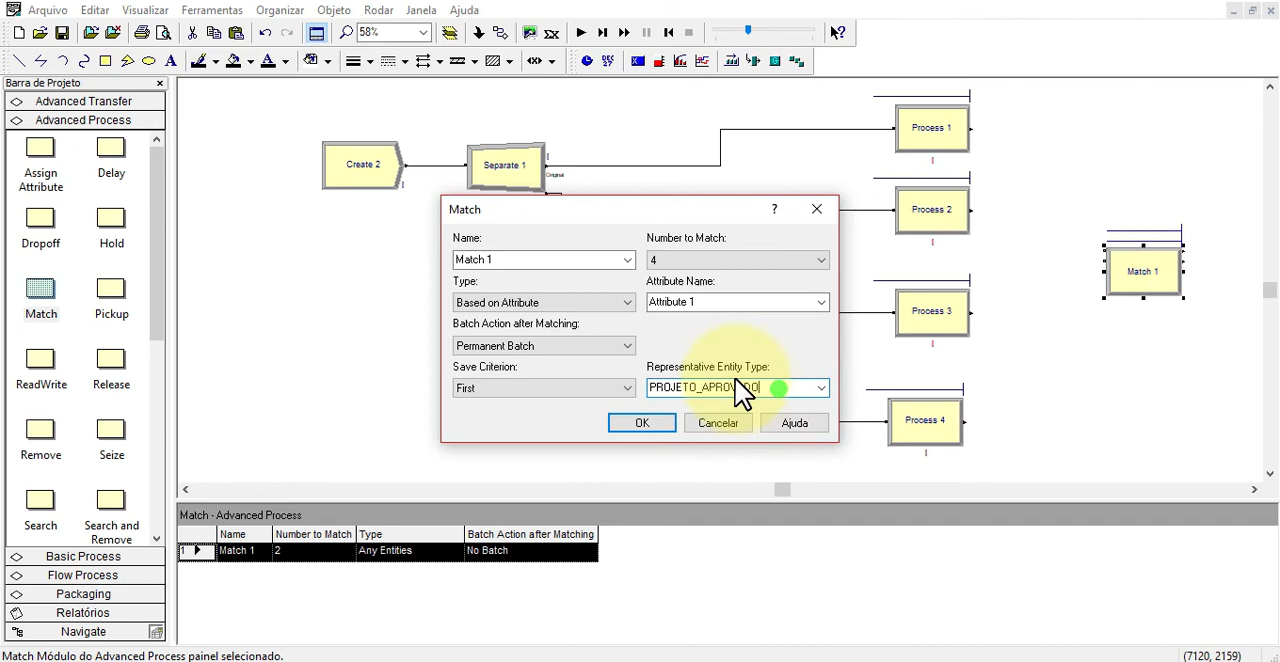 Arquivo Editar Visualizar Ferramentas Organizar Objeto Rodar Janela Ajuda
58%
Barra de Projeto
Advanced Transfer
Advanced Process
Assign Attribute
Delay
Dropoff
Hold
Match
Pickup
ReadWrite
Release
Remove
Seize
Search
Search and Remove
Basic Process
Flow Process
Packaging
Relatórios
Navigate
Create 2
Separate 1
Original
Process 1
Process 2
Process 3
Process 4
Match 1
Match
?
Name:
Number to Match:
Match 1
4
Type:
Attribute Name:
Based on Attribute
Attribute 1
Batch Action after Matching:
Permanent Batch
Save Criterion:
Representative Entity Type:
First
PROJETO_APROVADO
OK
Cancelar
Ajuda
Match - Advanced Process
Name Number to Match Type Batch Action after Matching
1 Match 1 2 Any Entities No Batch
Match Módulo do Advanced Process painel selecionado.
(7120, 2159)